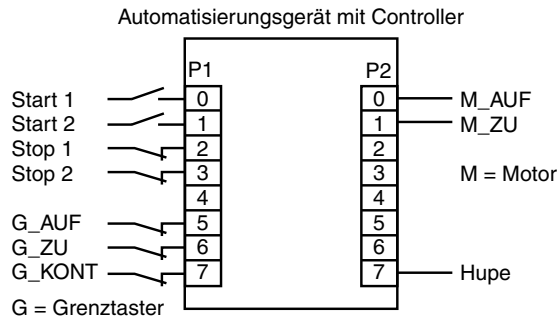 Automatisierungsgerät mit Controller
P1 P2
Start 1 0 0 M_AUF
Start 2 1 1 M_ZU
Stop 1 2 2
Stop 2 3 3 M = Motor
4 4
G_AUF 5 5
G_ZU 6 6
G_KONT 7 7 Hupe
G = Grenztaster